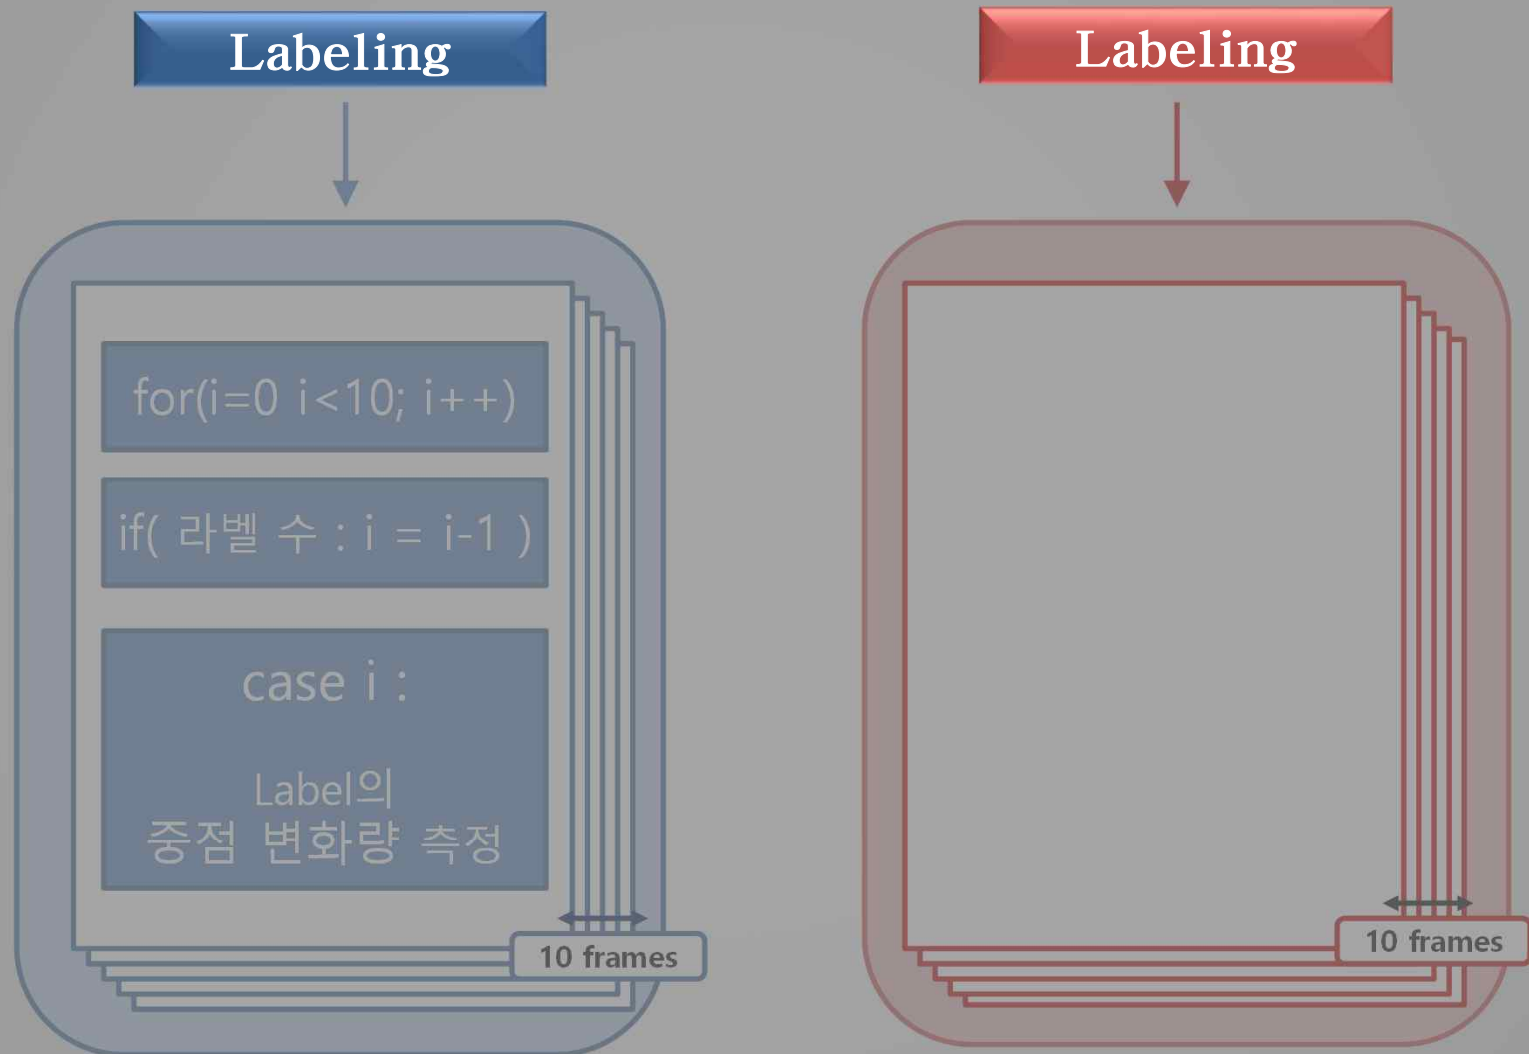 Labeling
Labeling
for(i=0 i<10; i++)
if( 라벨 수 : i = i-1 )
case i :
Label의
중점 변화량 측정
10 frames
10 frames